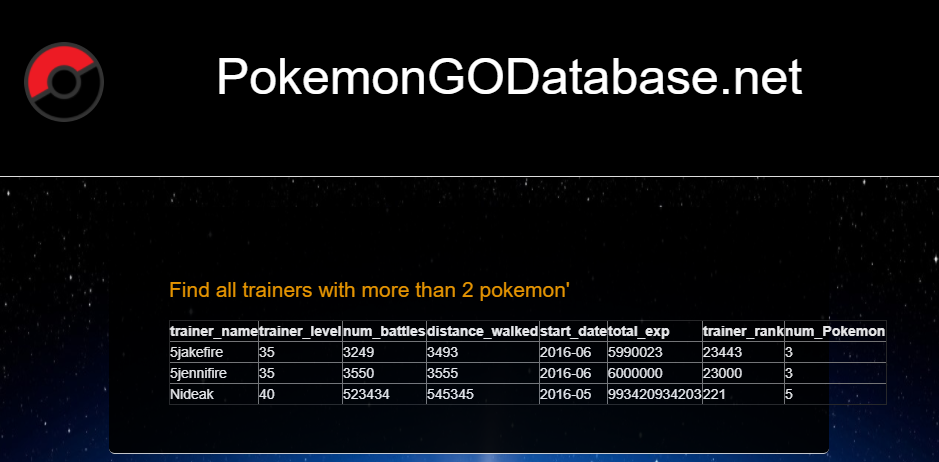 PokemonGODatabase.net
Find all trainers with more than 2 pokemon'
trainer_name trainer_level num_battles distance_walked start_date total_exp trainer_rank num_Pokemon
5jakefire 35 3249 3493 2016-06 5990023 23443 3
5jennifire 35 3550 3555 2016-06 6000000 23000 3
Nideak 40 523434 545345 2016-05 993420934203 221 5